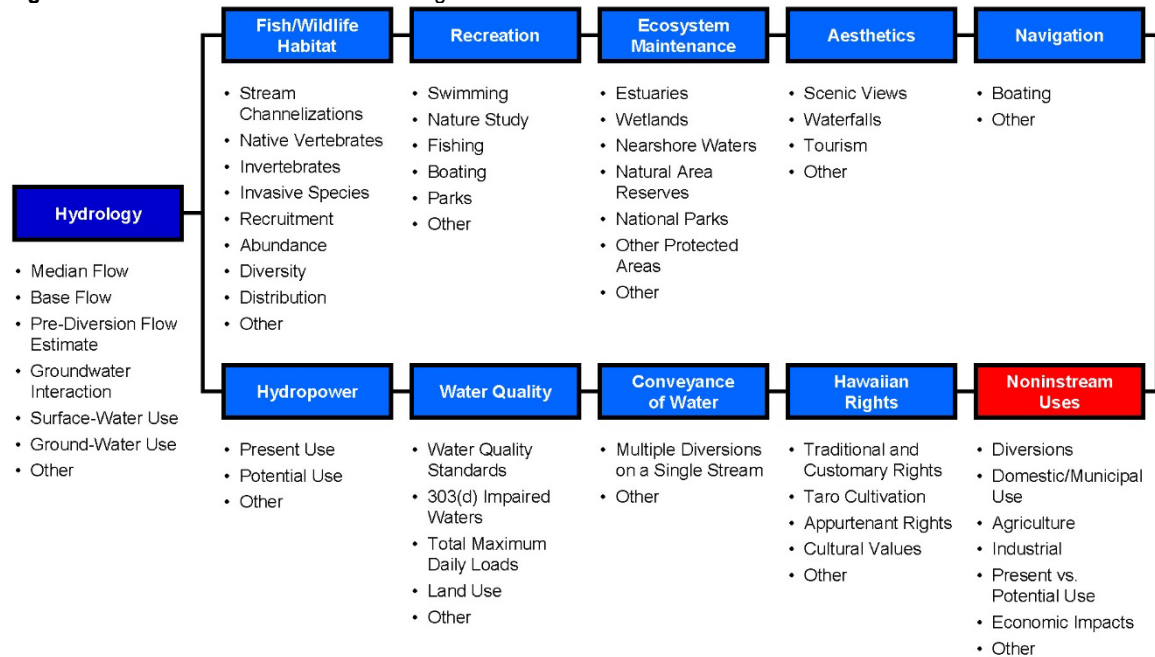 Fish/Wildlife
Habitat
• Stream
Channelizations
• Native Vertebrates
• Invertebrates
• Invasive Species
• Recruitment
• Abundance
• Diversity
• Distribution
• Other
Recreation
• Swimming
• Nature Study
• Fishing
• Boating
• Parks
• Other
Ecosystem
Maintenance
• Estuaries
• Wetlands
• Nearshore Waters
• Natural Area
Reserves
• National Parks
• Other Protected
Areas
• Other
Aesthetics
• Scenic Views
• Waterfalls
• Tourism
• Other
Navigation
• Boating
• Other
Hydrology
• Median Flow
• Base Flow
• Pre-Diversion Flow
Estimate
• Groundwater
Interaction
• Surface-Water Use
• Ground-Water Use
• Other
Hydropower
• Present Use
• Potential Use
• Other
Water Quality
• Water Quality
Standards
• 303(d) Impaired
Waters
• Total Maximum
Daily Loads
• Land Use
• Other
Conveyance
of Water
• Multiple Diversions
on a Single Stream
• Other
Hawaiian
Rights
• Traditional and
Customary Rights
• Taro Cultivation
• Appurtenant Rights
• Cultural Values
• Other
Noninstream
Uses
• Diversions
• Domestic/Municipal
Use
• Agriculture
• Industrial
• Present vs.
Potential Use
• Economic Impacts
• Other